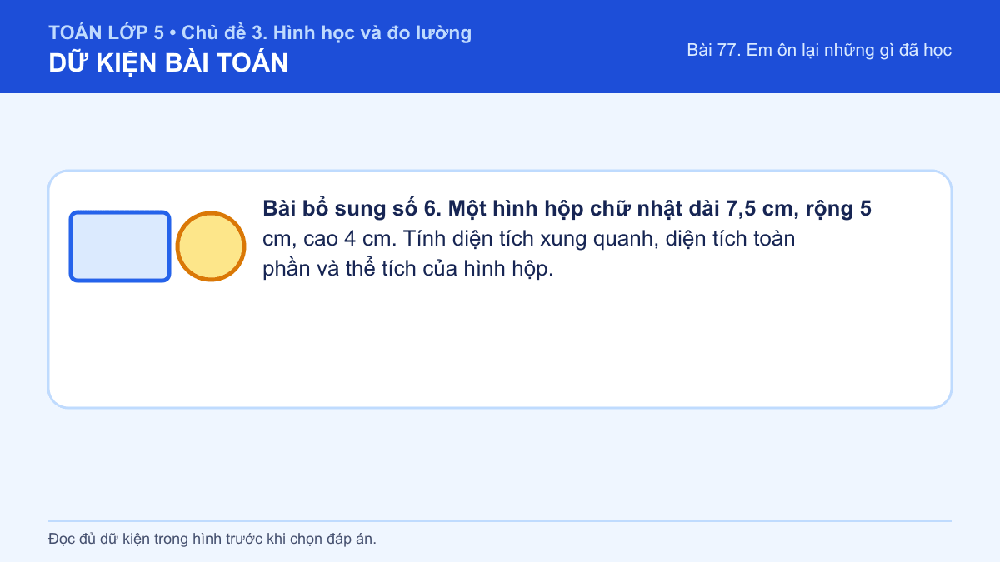 TOÁN LỚP 5 • Chủ đề 3. Hình học và đo lường
DỮ KIỆN BÀI TOÁN
Bài 77. Em ôn lại những gì đã học
Bài bổ sung số 6. Một hình hộp chữ nhật dài 7,5 cm, rộng 5
cm, cao 4 cm. Tính diện tích xung quanh, diện tích toàn
phần và thể tích của hình hộp.
Đọc đủ dữ kiện trong hình trước khi chọn đáp án.